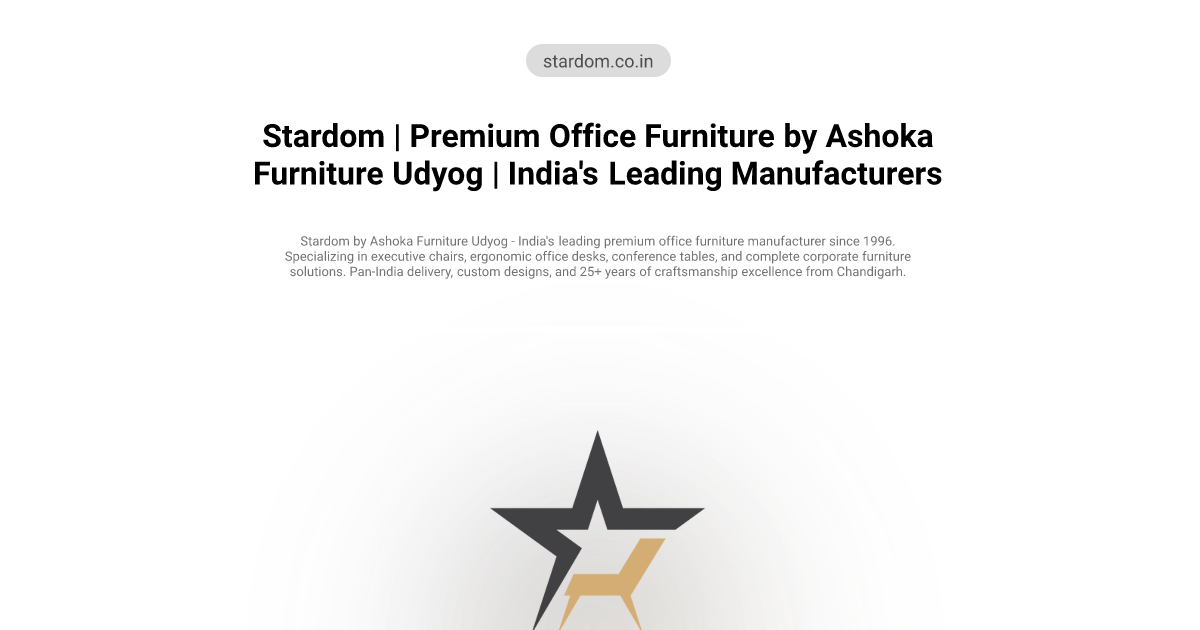 stardom.co.in
Stardom | Premium Office Furniture by Ashoka
Furniture Udyog | India's Leading Manufacturers
Stardom by Ashoka Furniture Udyog - India's leading premium office furniture manufacturer since 1996.
Specializing in executive chairs, ergonomic office desks, conference tables, and complete corporate furniture
solutions. Pan-India delivery, custom designs, and 25+ years of craftsmanship excellence from Chandigarh.